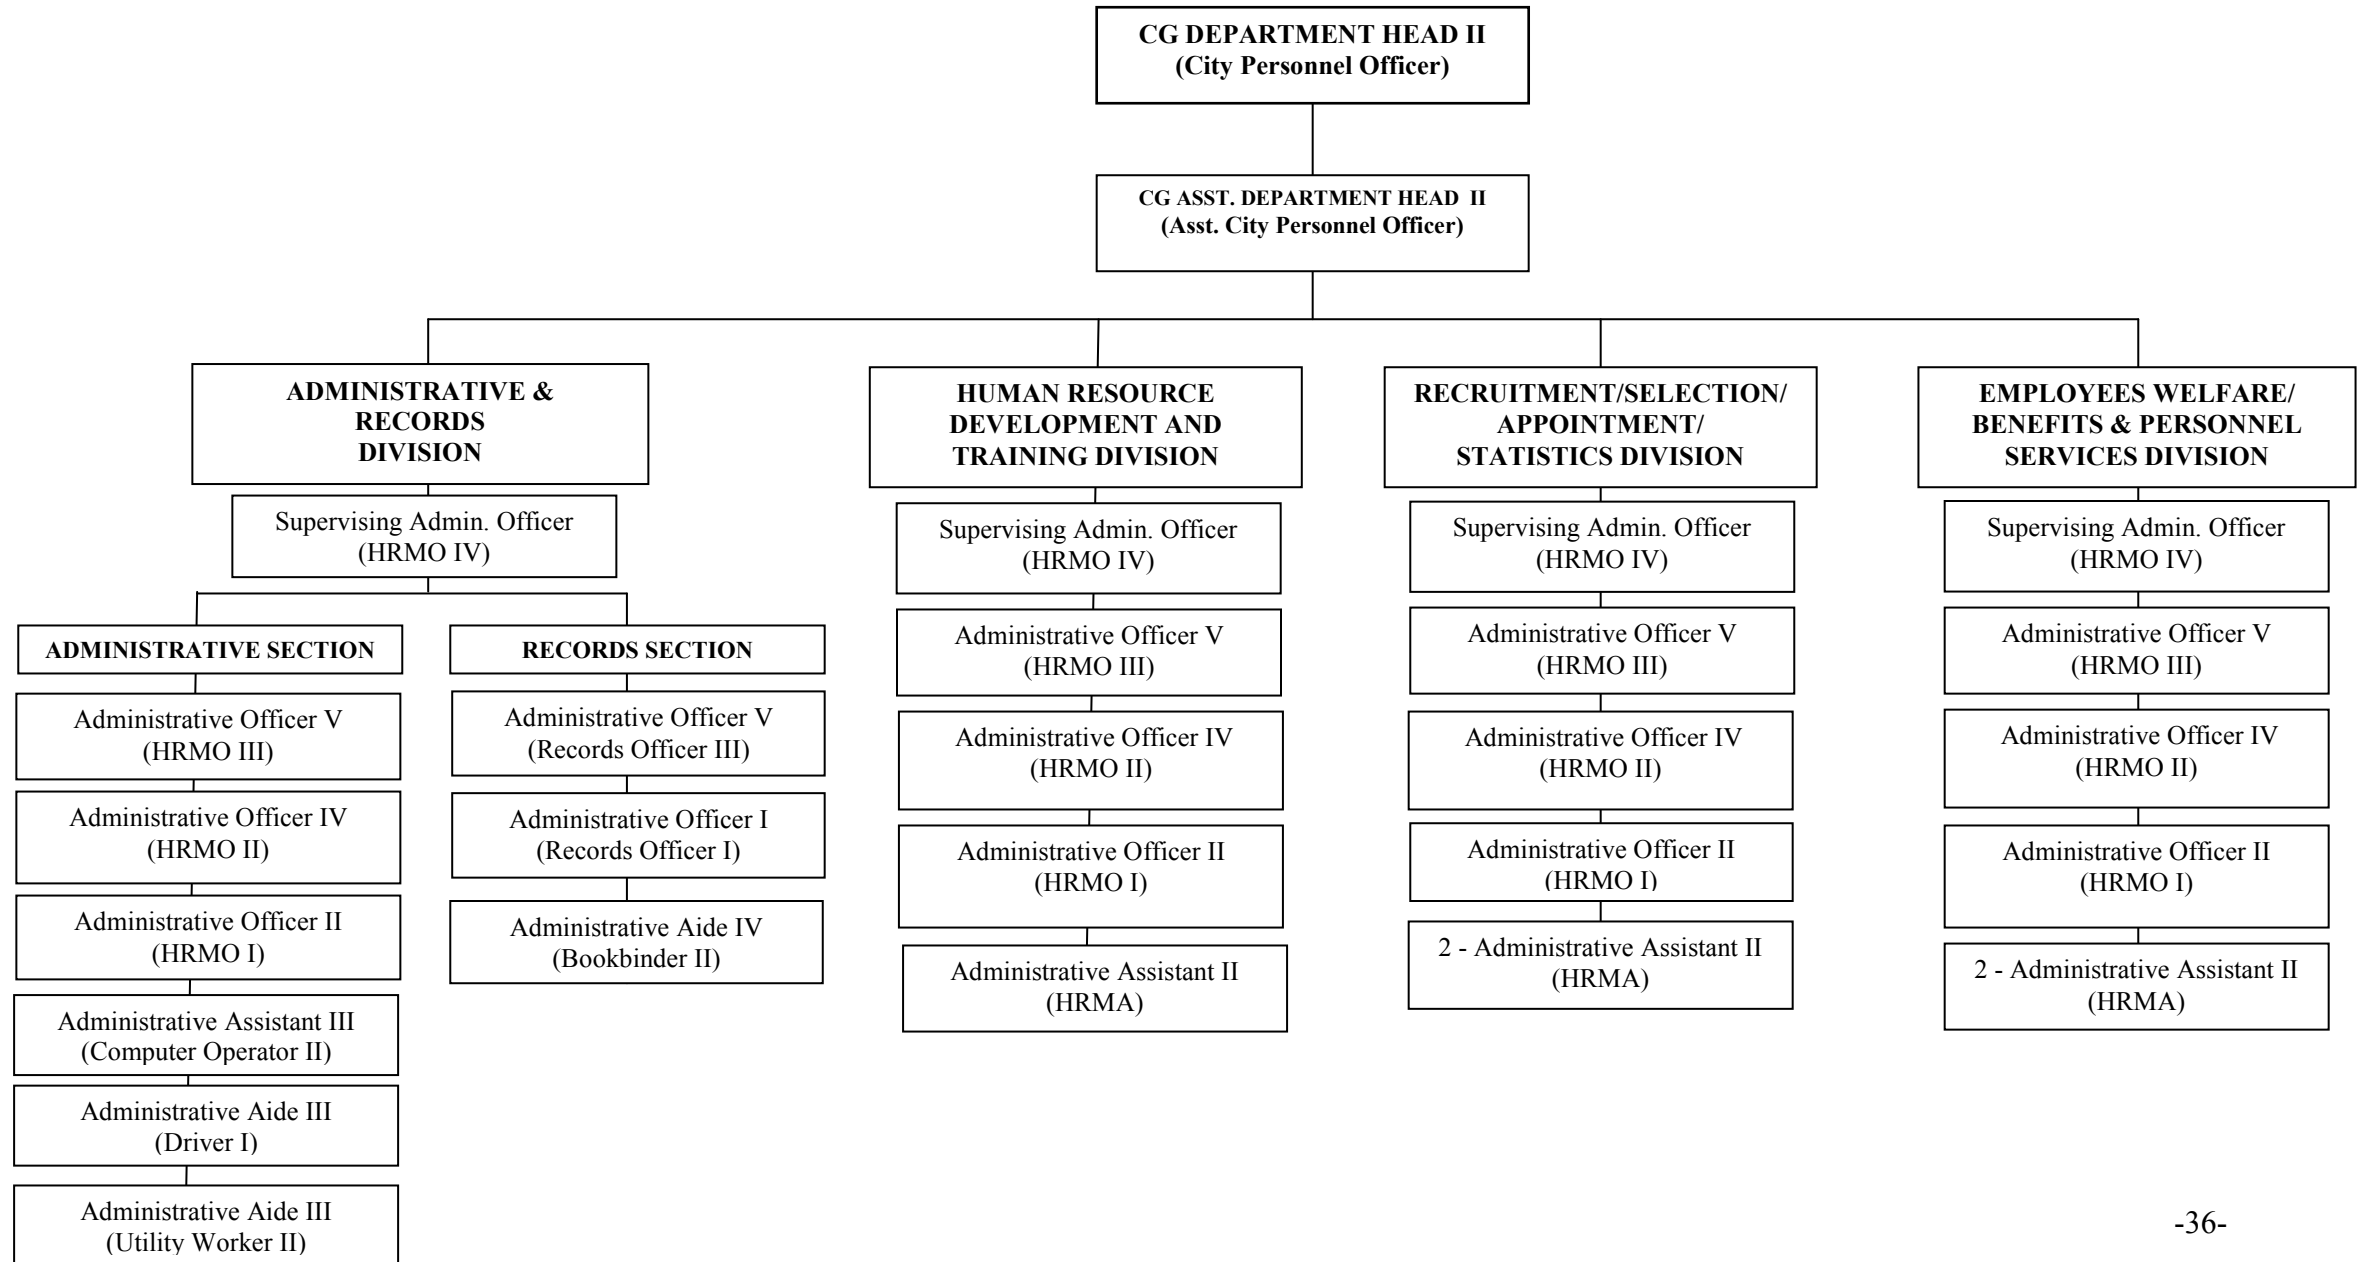 CG DEPARTMENT HEAD II
(City Personnel Officer)
CG ASST. DEPARTMENT HEAD II
(Asst. City Personnel Officer)
ADMINISTRATIVE &
RECORDS
DIVISION
Supervising Admin. Officer
(HRMO IV)
ADMINISTRATIVE SECTION
Administrative Officer V
(HRMO III)
Administrative Officer IV
(HRMO II)
Administrative Officer II
(HRMO I)
Administrative Assistant III
(Computer Operator II)
Administrative Aide III
(Driver I)
Administrative Aide III
(Utility Worker II)
RECORDS SECTION
Administrative Officer V
(Records Officer III)
Administrative Officer I
(Records Officer I)
Administrative Aide IV
(Bookbinder II)
HUMAN RESOURCE
DEVELOPMENT AND
TRAINING DIVISION
Supervising Admin. Officer
(HRMO IV)
Administrative Officer V
(HRMO III)
Administrative Officer IV
(HRMO II)
Administrative Officer II
(HRMO I)
Administrative Assistant II
(HRMA)
RECRUITMENT/SELECTION/
APPOINTMENT/
STATISTICS DIVISION
Supervising Admin. Officer
(HRMO IV)
Administrative Officer V
(HRMO III)
Administrative Officer IV
(HRMO II)
Administrative Officer II
(HRMO I)
2 - Administrative Assistant II
(HRMA)
EMPLOYEES WELFARE/
BENEFITS & PERSONNEL
SERVICES DIVISION
Supervising Admin. Officer
(HRMO IV)
Administrative Officer V
(HRMO III)
Administrative Officer IV
(HRMO II)
Administrative Officer II
(HRMO I)
2 - Administrative Assistant II
(HRMA)
-36-